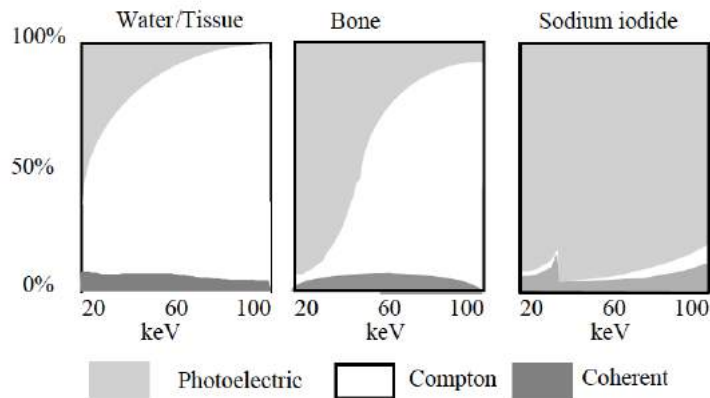 Water/Tissue Bone Sodium iodide
100%
50%
0%
20 60 100 20 60 100 20 60 100
keV keV keV
Photoelectric Compton Coherent